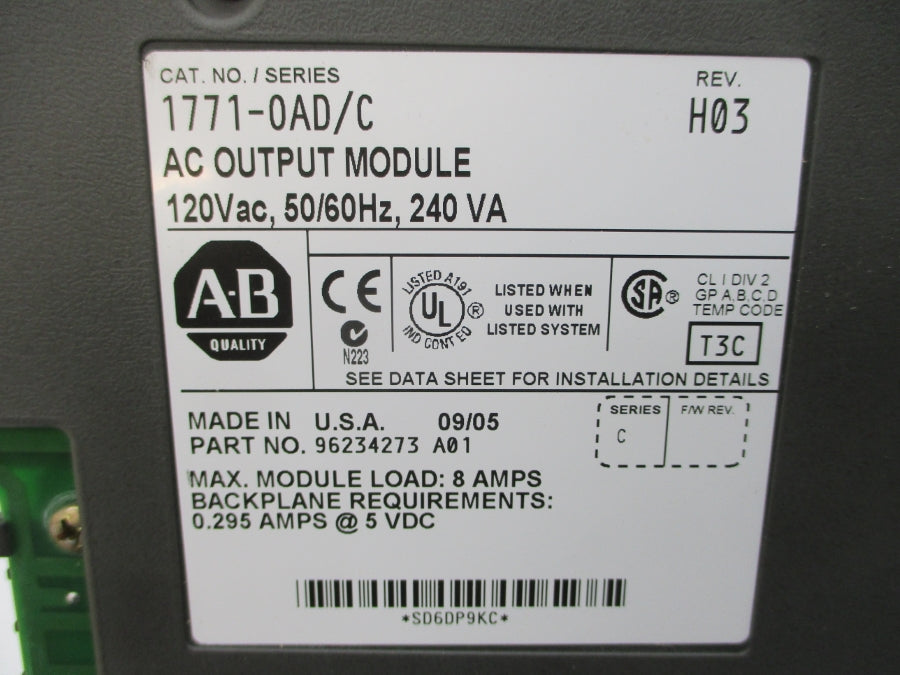 CAT. NO. / SERIES
REV.
1771-OAD/C
H03
AC OUTPUT MODULE
120Vac, 50/60Hz, 240 VA
A-B
QUALITY
CE
N223
LISTED A191
UL
®
IND CONT EQ
LISTED WHEN
USED WITH
LISTED SYSTEM
SA ®
CL I DIV 2
GP A,B,C,D
TEMP CODE
T3C
SEE DATA SHEET FOR INSTALLATION DETAILS
MADE IN U.S.A. 09/05
PART NO. 96234273 A01
SERIES
F/W REV.
C
MAX. MODULE LOAD: 8 AMPS
BACKPLANE REQUIREMENTS:
0.295 AMPS @ 5 VDC
*SD6DP9KC*